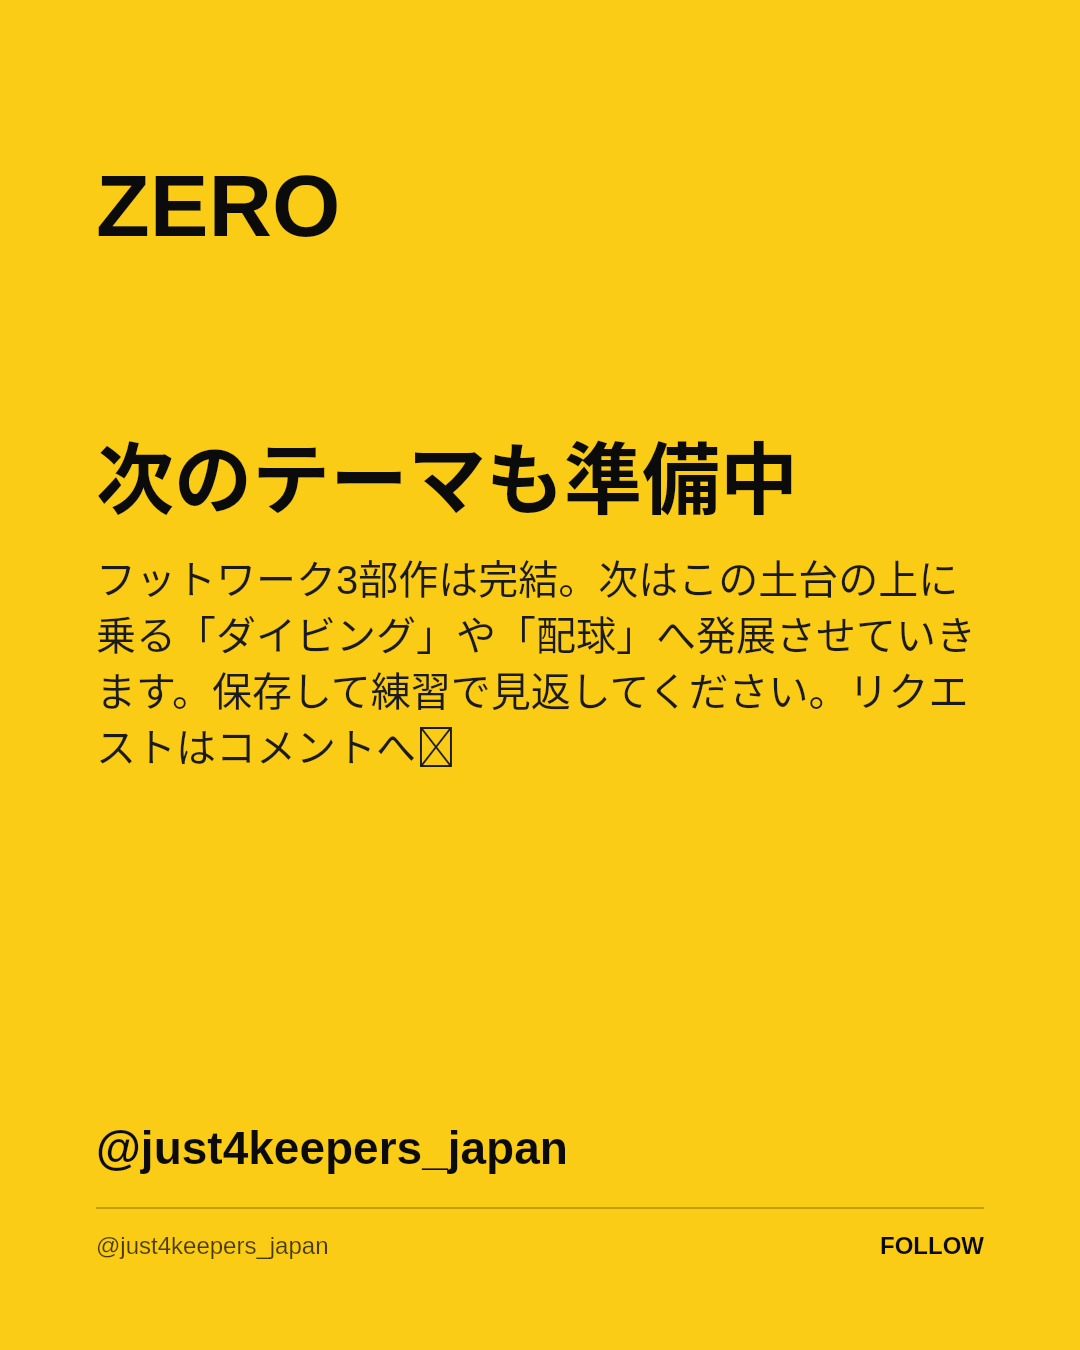 ZERO
次のテーマも準備中
フットワーク3部作は完結。次はこの土台の上に
乗る「ダイビング」や「配球」へ発展させていき
ます。保存して練習で見返してください。リクエ
ストはコメントへ
@just4keepers_japan
@just4keepers_japan
FOLLOW